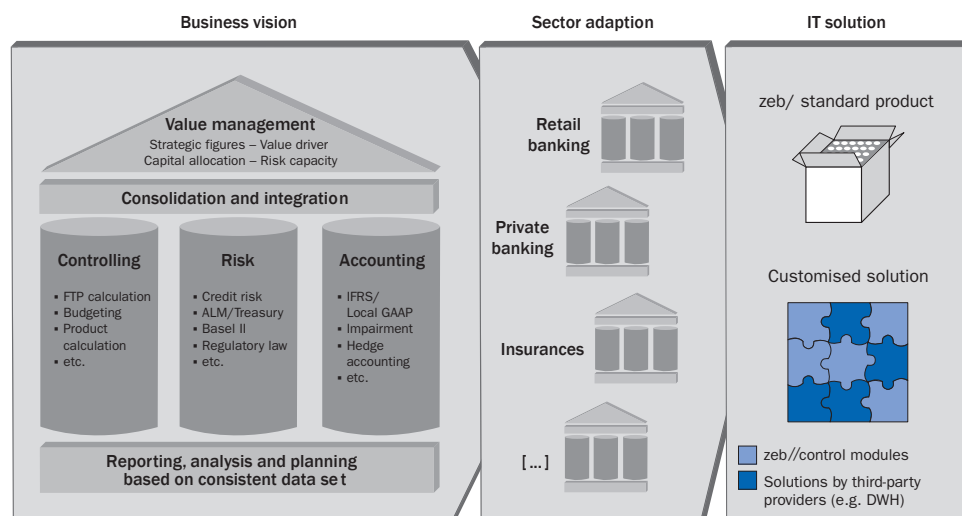 Business vision
Sector adaption
IT solution
Value management
Strategic figures – Value driver
Capital allocation – Risk capacity
Consolidation and integration
Controlling
▪ FTP calculation
▪ Budgeting
▪ Product
calculation
▪ etc.
Risk
▪ Credit risk
▪ ALM/Treasury
▪ Basel II
▪ Regulatory law
▪ etc.
Accounting
▪ IFRS/
Local GAAP
▪ Impairment
▪ Hedge
accounting
▪ etc.
Reporting, analysis and planning
based on consistent data set
Retail
banking
Private
banking
Insurances
[...]
zeb/ standard product
Customised solution
zeb//control modules
Solutions by third-party
providers (e.g. DWH)